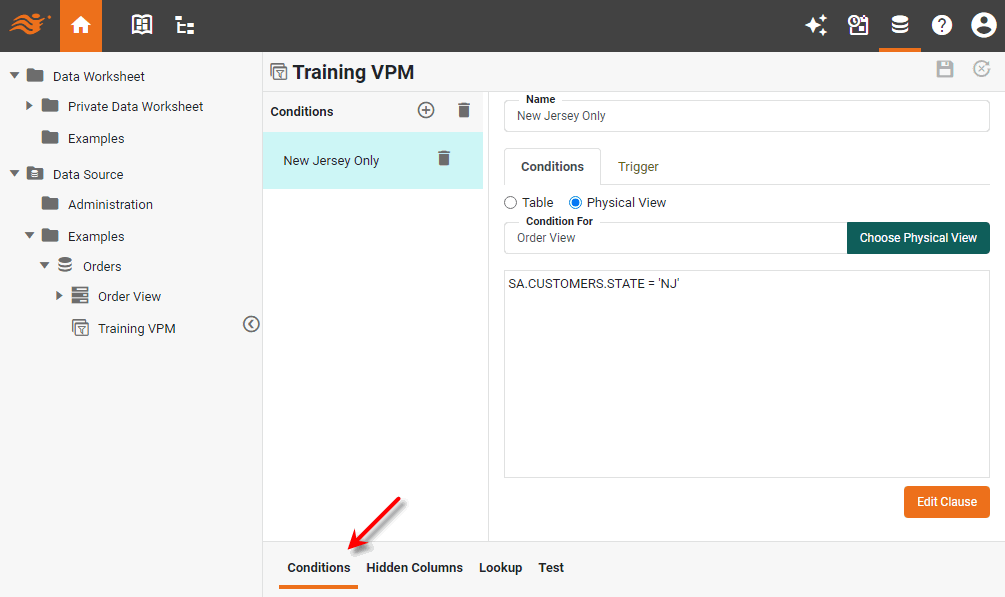 Data Worksheet
Private Data Worksheet
Examples
Data Source
Administration
Examples
Orders
Order View
Training VPM
Training VPM
Conditions
New Jersey Only
Name
New Jersey Only
Conditions Trigger
Table Physical View
Condition For
Order View Choose Physical View
SA.CUSTOMERS.STATE = 'NJ'
Edit Clause
Conditions Hidden Columns Lookup Test